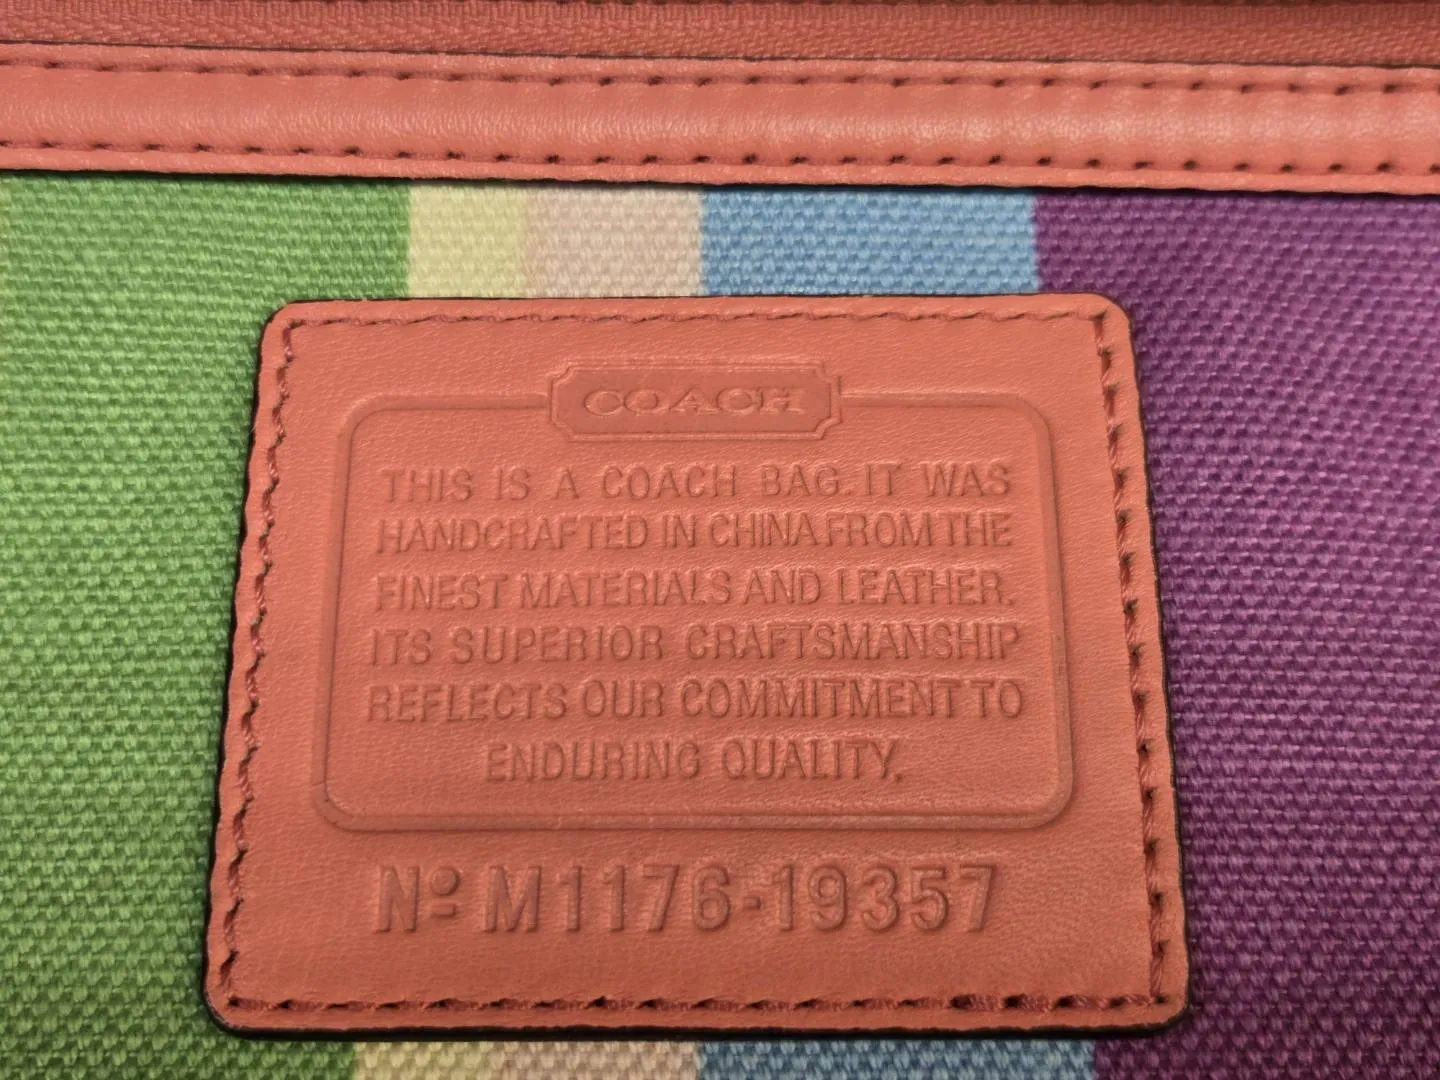 COACH
THIS IS A COACH BAG. IT WAS
HANDCRAFTED IN CHINA FROM THE
FINEST MATERIALS AND LEATHER.
ITS SUPERIOR CRAFTSMANSHIP
REFLECTS OUR COMMITMENT TO
ENDURING QUALITY.
Nº M1176-19357